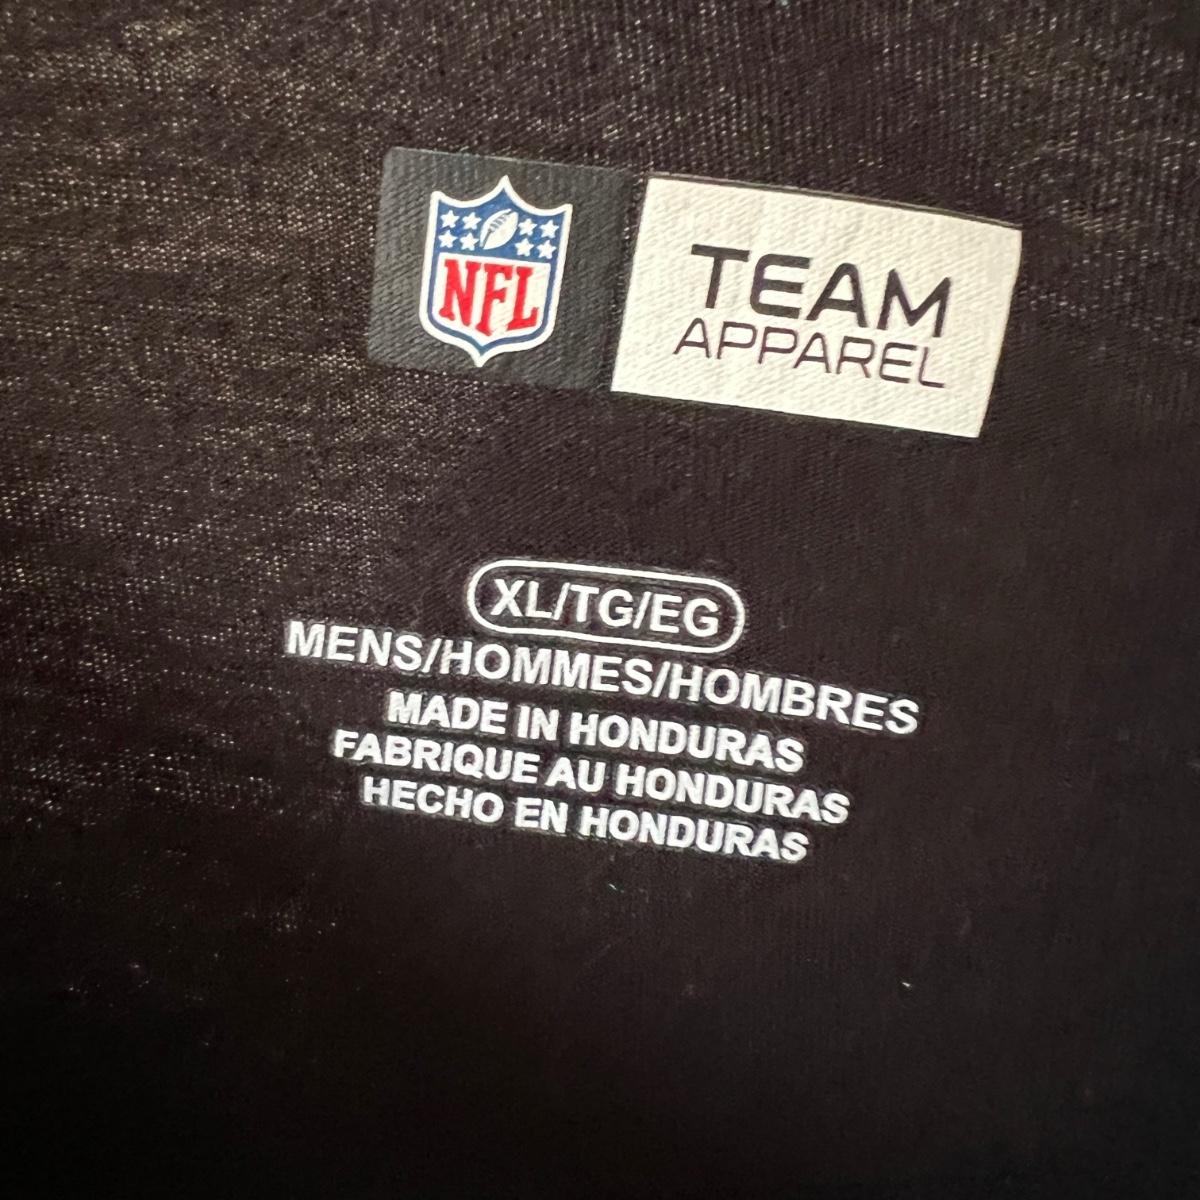 NFL
TEAM
APPAREL
XL/TG/EG
MENS/HOMMES/HOMBRES
MADE IN HONDURAS
FABRIQUE AU HONDURAS
HECHO EN HONDURAS